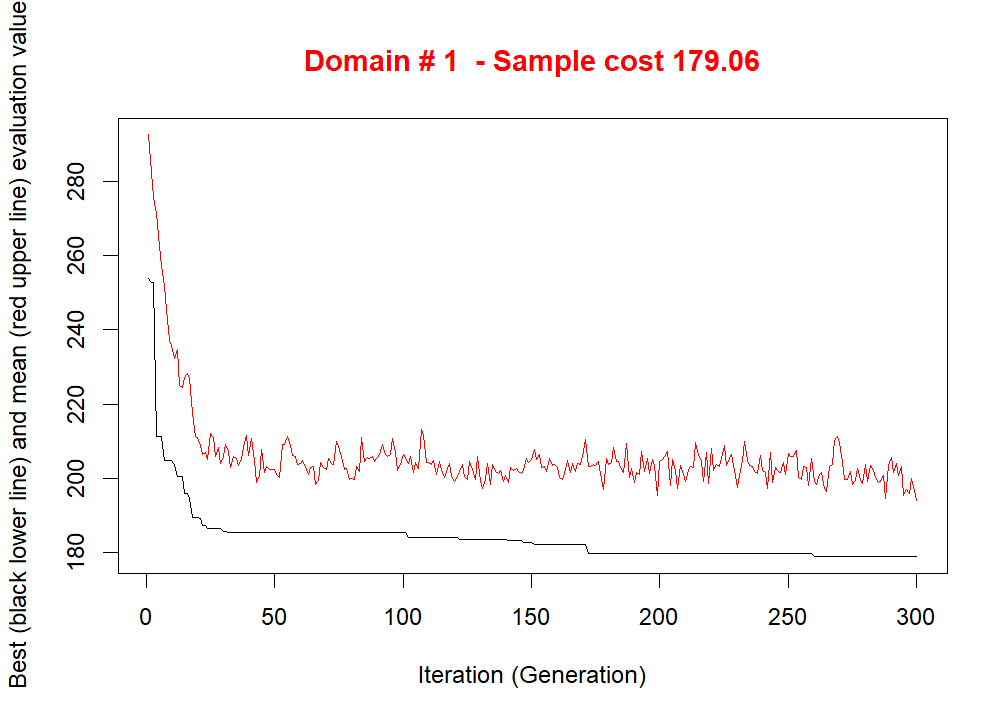 Domain # 1  - Sample cost 179.06
Best (black lower line) and mean (red upper line) evaluation value
280
260
240
220
200
180
0 50 100 150 200 250 300
Iteration (Generation)